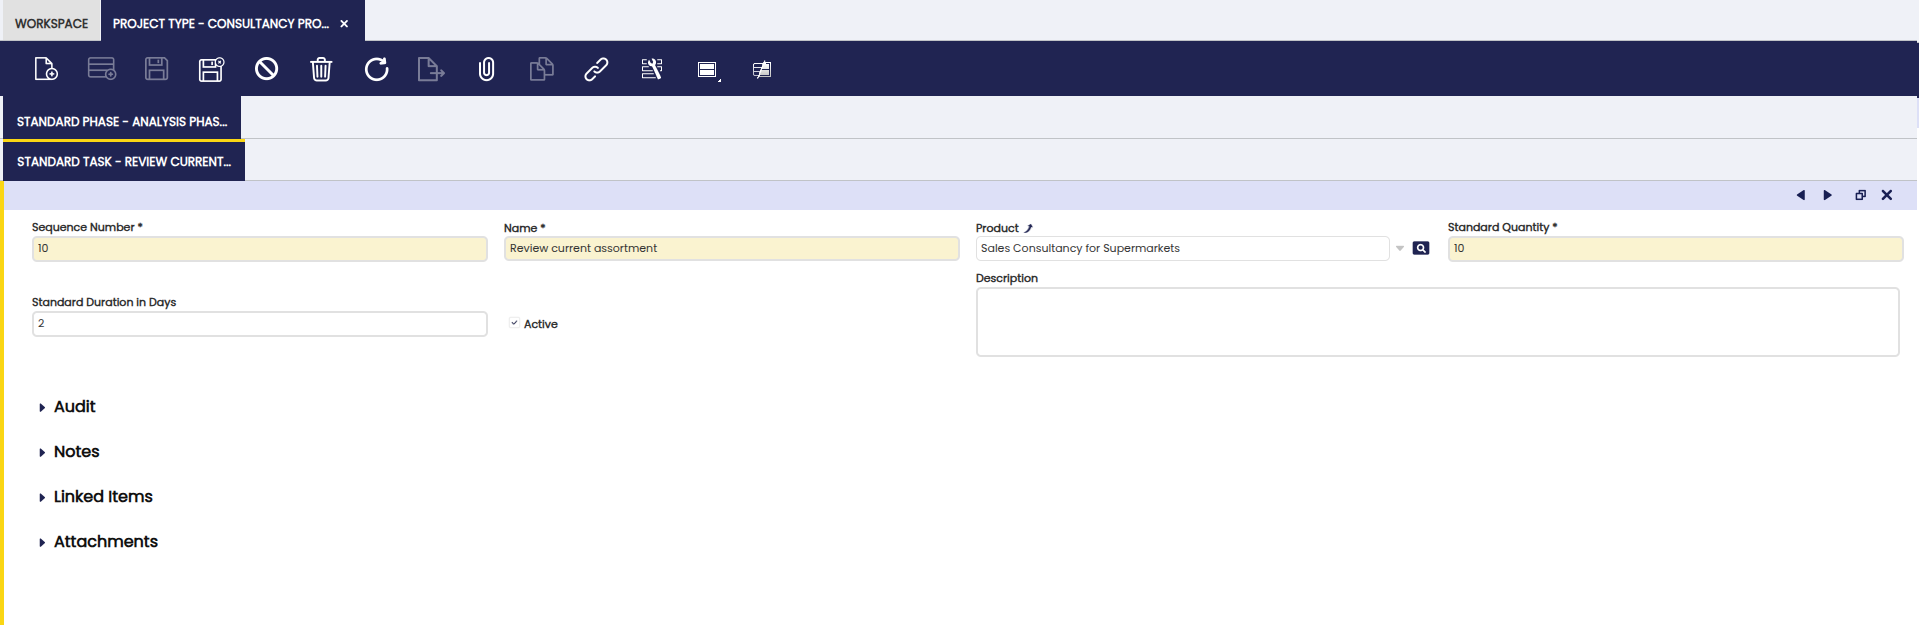 WORKSPACE
PROJECT TYPE - CONSULTANCY PRO...
STANDARD PHASE - ANALYSIS PHAS...
STANDARD TASK - REVIEW CURRENT...
Sequence Number *
10
Name *
Review current assortment
Product
Sales Consultancy for Supermarkets
Standard Quantity *
10
Description
Standard Duration in Days
2
Active
Audit
Notes
Linked Items
Attachments